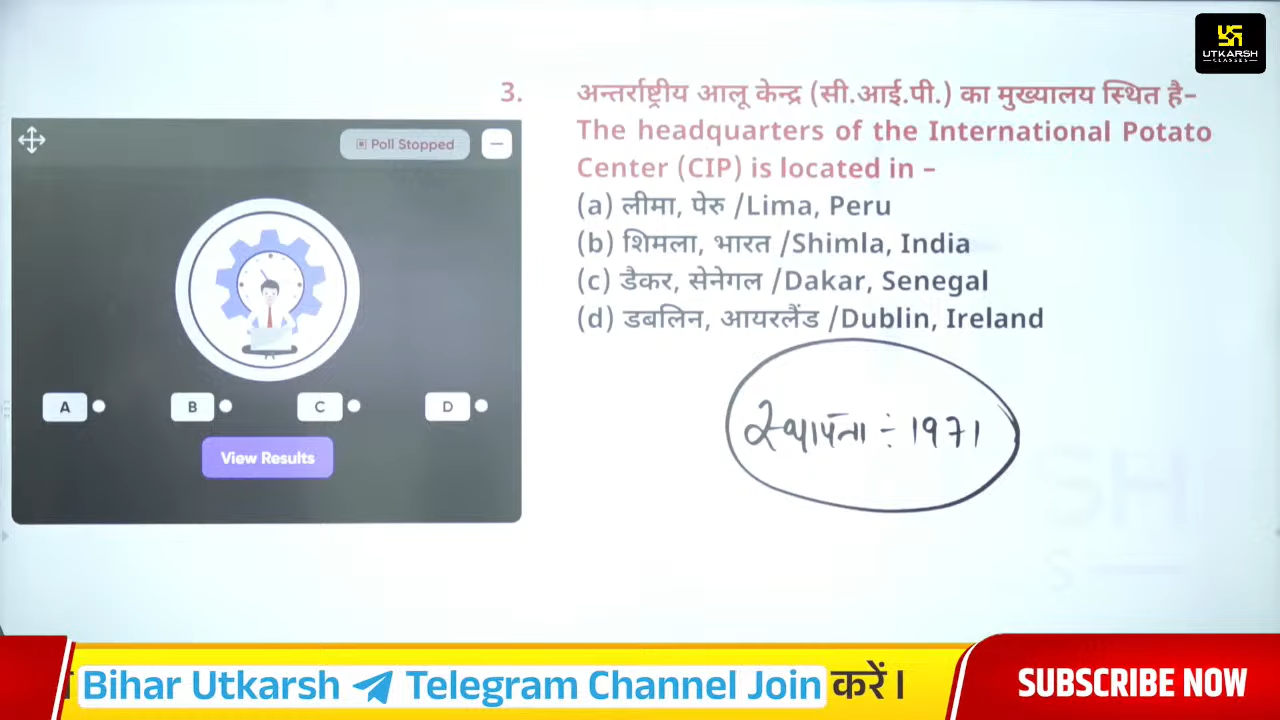 UTKARSH
CLASSES
3. अन्तर्राष्ट्रीय आलू केन्द्र (सी.आई.पी.) का मुख्यालय स्थित है–
The headquarters of the International Potato
Center (CIP) is located in –
(a) लीमा, पेरु /Lima, Peru
(b) शिमला, भारत /Shimla, India
(c) डैकर, सेनेगल /Dakar, Senegal
(d) डबलिन, आयरलैंड /Dublin, Ireland
Poll Stopped
A B C D
View Results
स्थापना ÷ 1971
SH
S
Bihar Utkarsh Telegram Channel Join करें।
SUBSCRIBE NOW